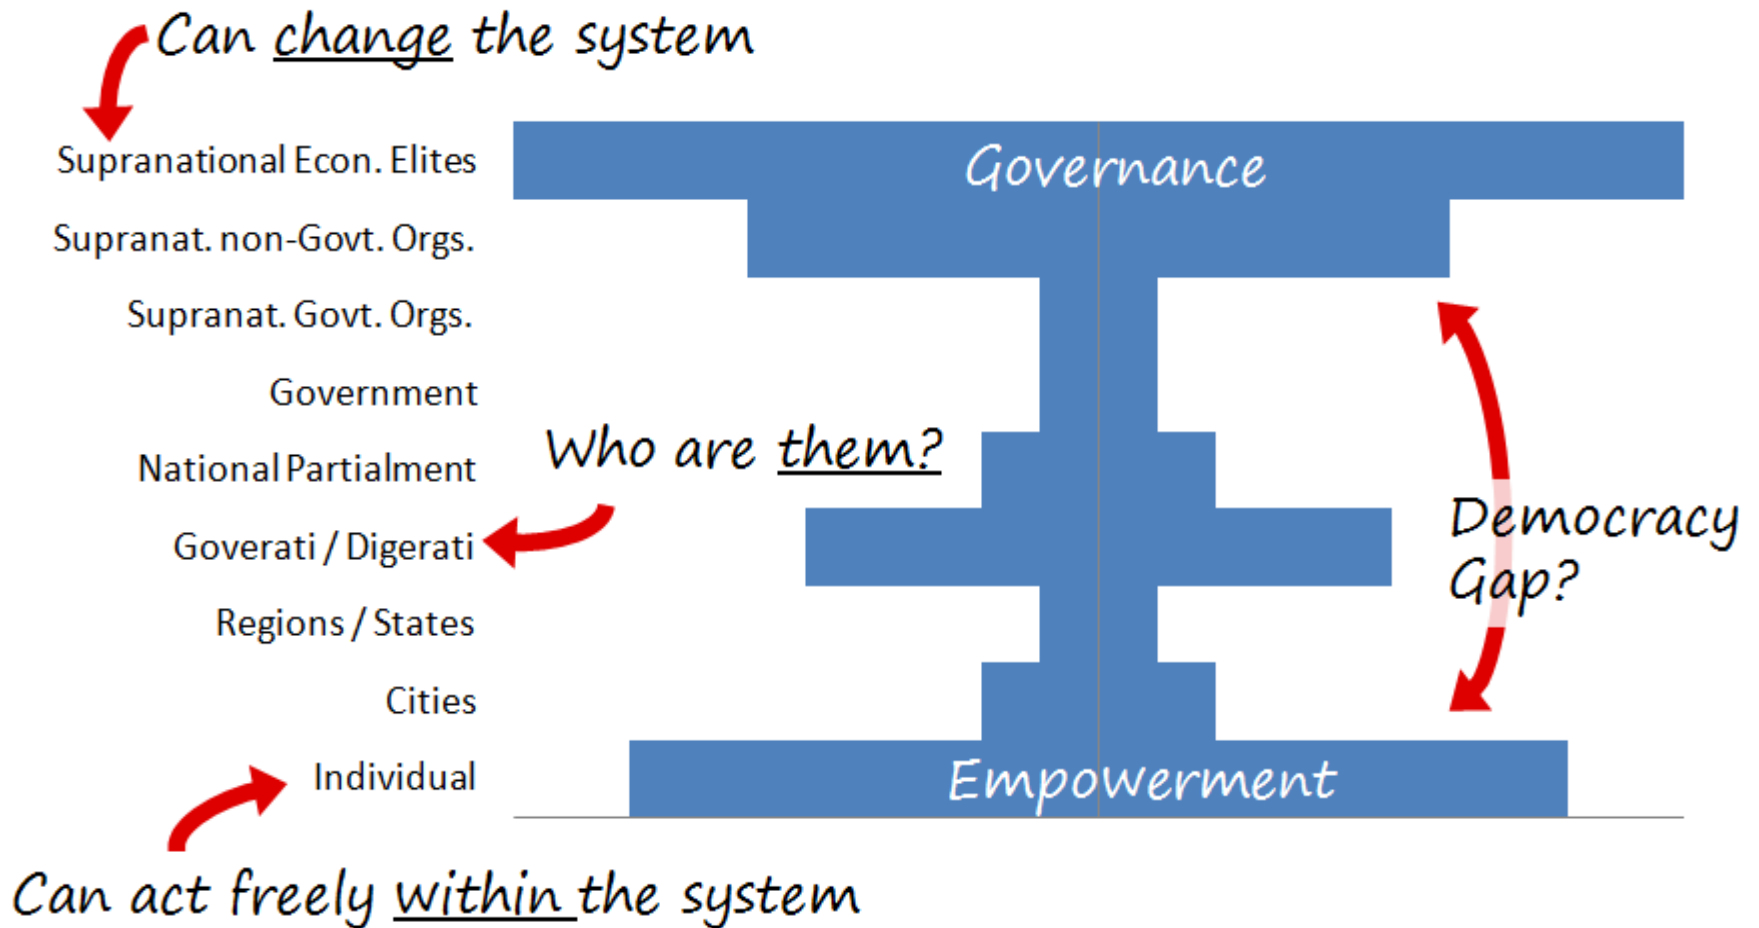 Can change the system
Supranational Econ. Elites
Governance
Supranat. non-Govt. Orgs.
Supranat. Govt. Orgs.
Government
Who are them?
National Partialment
Goverati / Digerati
Democracy
Gap?
Regions / States
Cities
Individual
Empowerment
Can act freely within the system